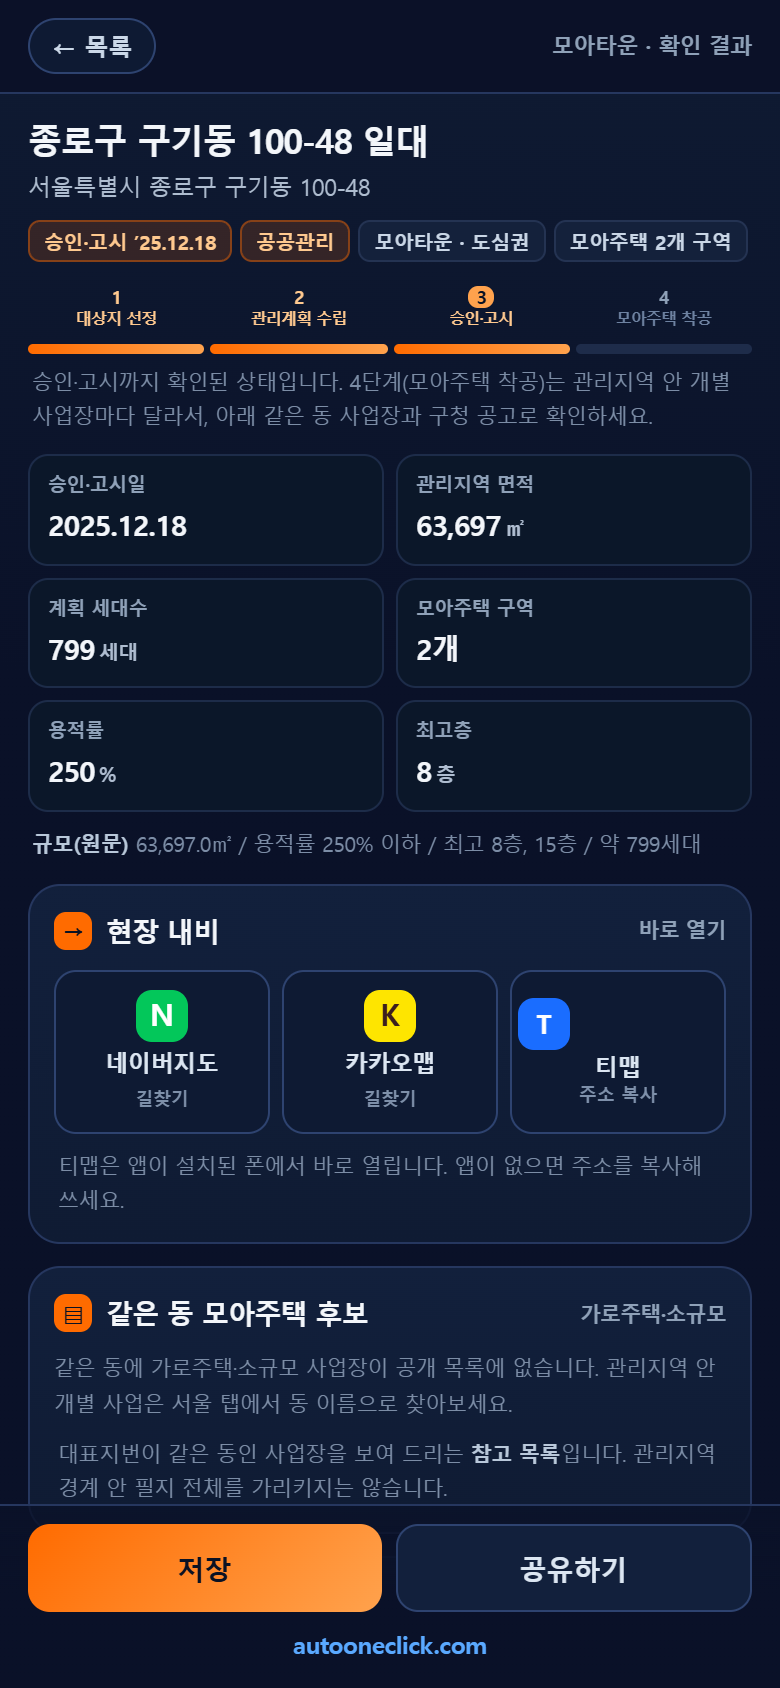 ← 목록
모아타운 · 확인 결과
종로구 구기동 100-48 일대
서울특별시 종로구 구기동 100-48
승인·고시 ’25.12.18
공공관리
모아타운 · 도심권
모아주택 2개 구역
1
대상지 선정
2
관리계획 수립
3
승인·고시
4
모아주택 착공
승인·고시까지 확인된 상태입니다. 4단계(모아주택 착공)는 관리지역 안 개별
사업장마다 달라서, 아래 같은 동 사업장과 구청 공고로 확인하세요.
승인·고시일
2025.12.18
관리지역 면적
63,697 ㎡
계획 세대수
799 세대
모아주택 구역
2개
용적률
250 %
최고층
8 층
규모(원문) 63,697.0㎡ / 용적률 250% 이하 / 최고 8층, 15층 / 약 799세대
→ 현장 내비
바로 열기
N
네이버지도
길찾기
K
카카오맵
길찾기
T
티맵
주소 복사
티맵은 앱이 설치된 폰에서 바로 열립니다. 앱이 없으면 주소를 복사해
쓰세요.
▤ 같은 동 모아주택 후보
가로주택·소규모
같은 동에 가로주택·소규모 사업장이 공개 목록에 없습니다. 관리지역 안
개별 사업은 서울 탭에서 동 이름으로 찾아보세요.
대표지번이 같은 동인 사업장을 보여 드리는 참고 목록입니다. 관리지역
경계 안 필지 전체를 가리키지는 않습니다.
저장
공유하기
autooneclick.com